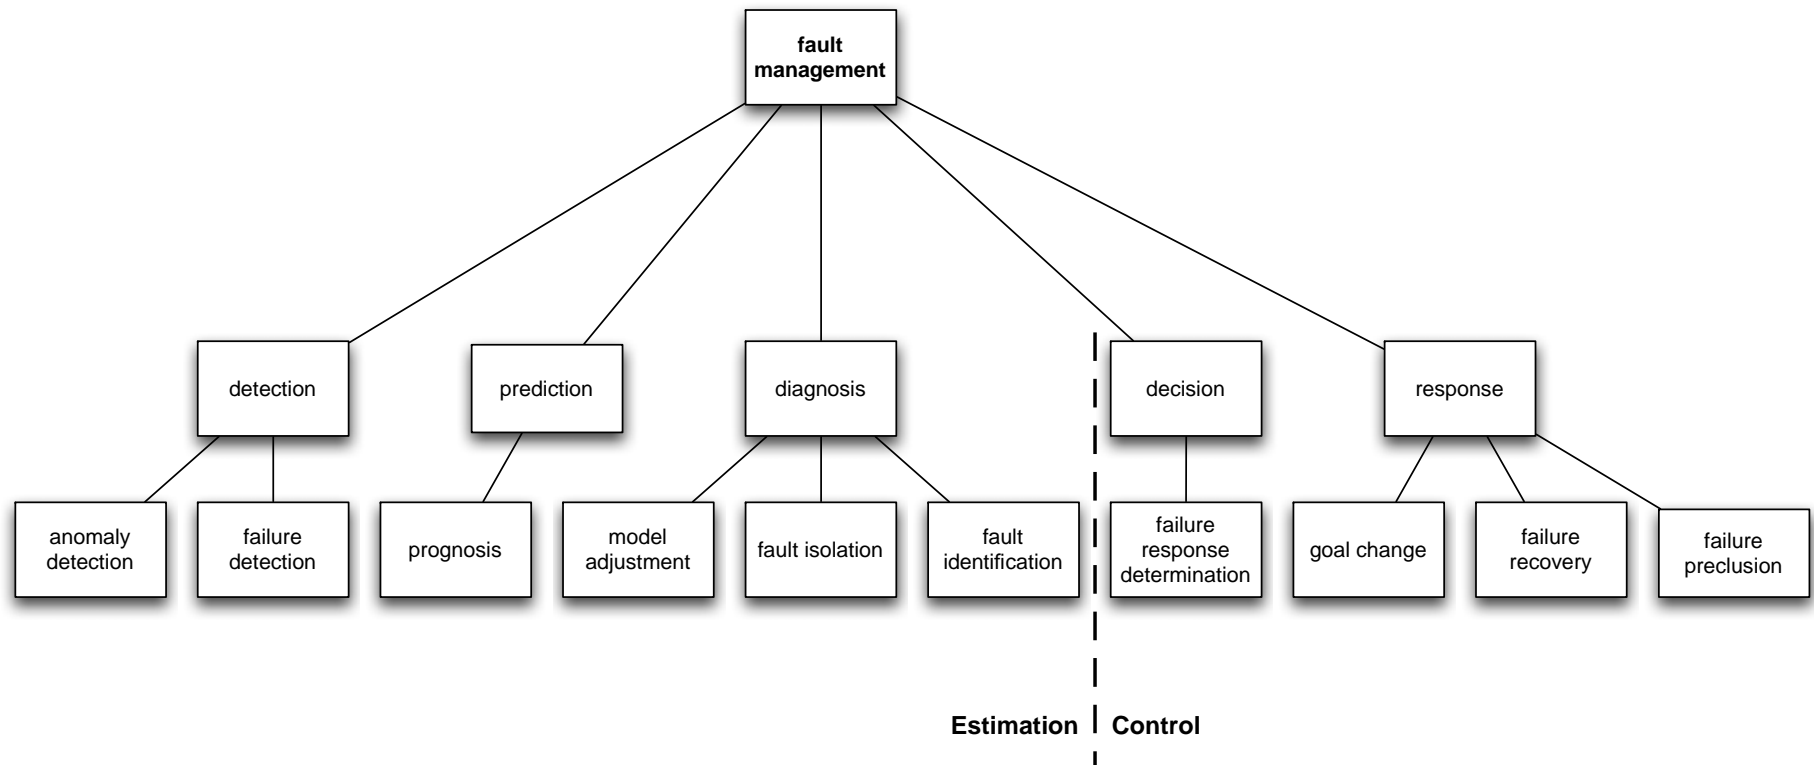 fault
management
detection
prediction
diagnosis
decision
response
anomaly
detection
failure
detection
prognosis
model
adjustment
fault isolation
fault
identification
failure
response
determination
goal change
failure
recovery
failure
preclusion
Estimation
Control